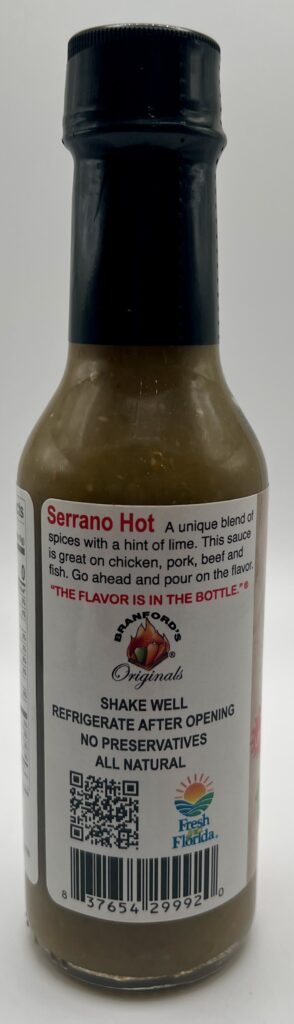 Serrano Hot A unique blend of
spices with a hint of lime. This sauce
is great on chicken, pork, beef and
fish. Go ahead and pour on the flavor.
"THE FLAVOR IS IN THE BOTTLE."®
BRANFORD'S
®
Originals
SHAKE WELL
REFRIGERATE AFTER OPENING
NO PRESERVATIVES
ALL NATURAL
Fresh
Florida®
8 37654 29992 0